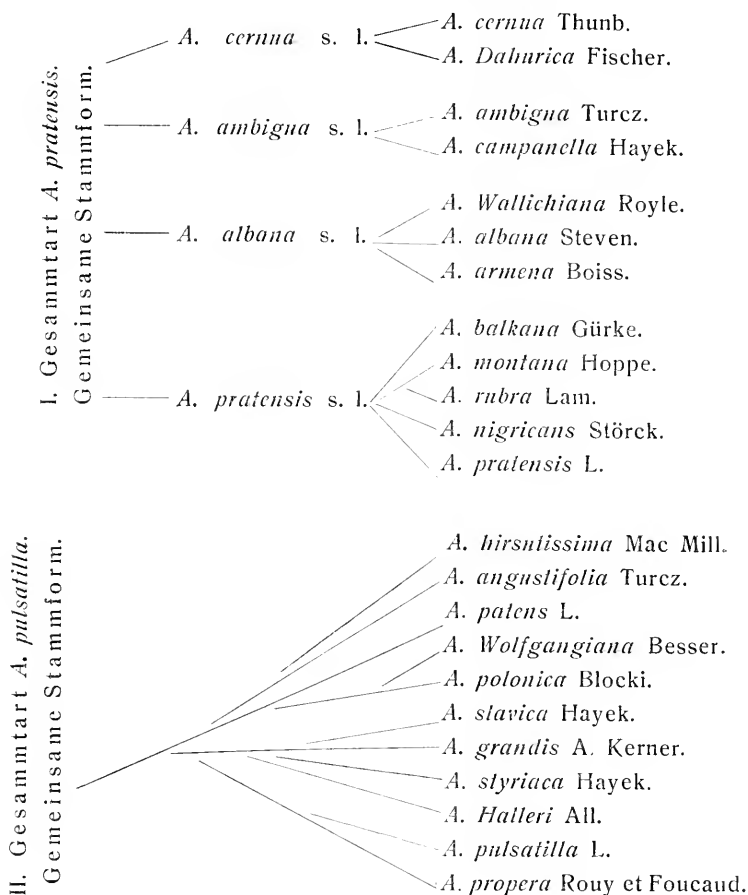 I. Gesammtart A. pratensis.
Gemeinsame Stammform.
A. cernua s. l.
A. cernua Thunb.
A. Dahurica Fischer.
A. ambigua s. l.
A. ambigua Turcz.
A. campanella Hayek.
A. albana s. l.
A. Wallichiana Royle.
A. albana Steven.
A. armena Boiss.
A. pratensis s. l.
A. balkana Gürke.
A. montana Hoppe.
A. rubra Lam.
A. nigricans Störck.
A. pratensis L.
II. Gesammtart A. pulsatilla.
Gemeinsame Stammform.
A. hirsutissima Mac Mill.
A. angustifolia Turcz.
A. patens L.
A. Wolfgangiana Besser.
A. polonica Blocki.
A. slavica Hayek.
A. grandis A. Kerner.
A. styriaca Hayek.
A. Halleri All.
A. pulsatilla L.
A. propera Rouy et Foucaud.